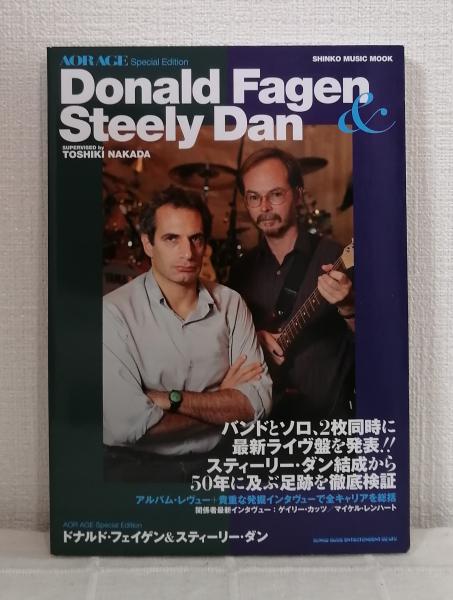 AOR AGE Special Edition
SHINKO MUSIC MOOK
Donald Fagen
& Steely Dan
SUPERVISED by
TOSHIKI NAKADA
バンドとソロ、2枚同時に
最新ライヴ盤を発表!!
スティーリー・ダン結成から
50年に及ぶ足跡を徹底検証
アルバム・レヴュー+貴重な発掘インタヴューで全キャリアを総括
関係者最新インタヴュー:ゲイリー・カッツ/マイケル・レンハート
AOR AGE Special Edition
ドナルド・フェイゲン&スティーリー・ダン